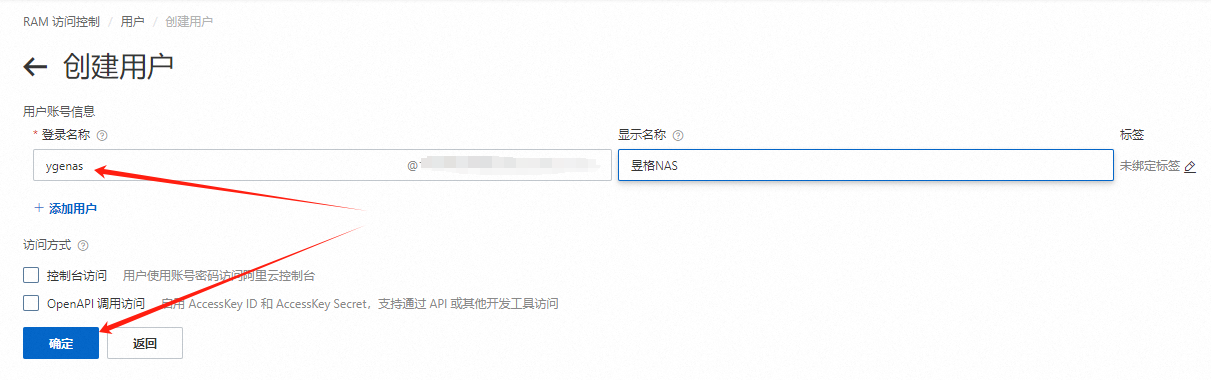 RAM 访问控制 / 用户 / 创建用户
← 创建用户
用户账号信息
* 登录名称 显示名称 标签
ygenas @ 昱格NAS 未绑定标签
+ 添加用户
访问方式
控制台访问 用户使用账号密码访问阿里云控制台
OpenAPI 调用访问 启用 AccessKey ID 和 AccessKey Secret，支持通过 API 或其他开发工具访问
确定 返回